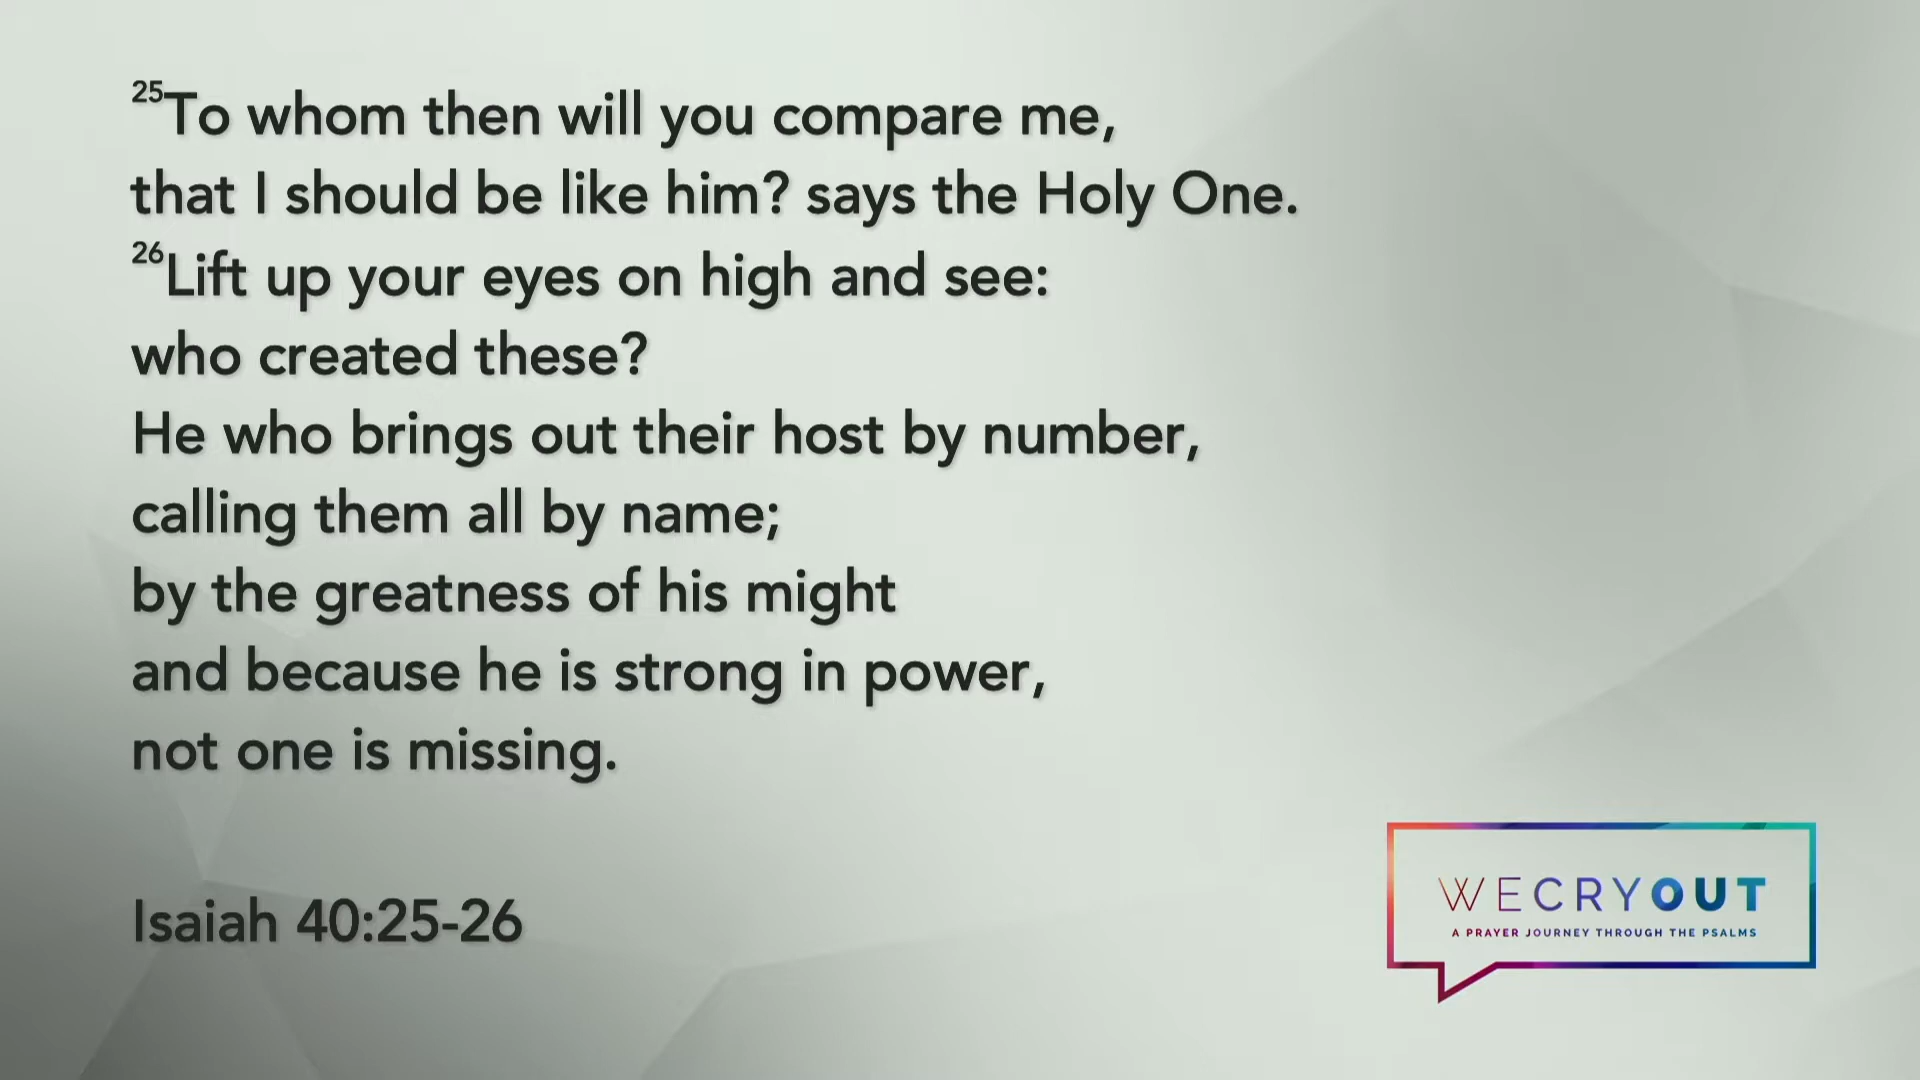 25To whom then will you compare me,
that I should be like him? says the Holy One.
26Lift up your eyes on high and see:
who created these?
He who brings out their host by number,
calling them all by name;
by the greatness of his might
and because he is strong in power,
not one is missing.
Isaiah 40:25-26
WECRYOUT
A PRAYER JOURNEY THROUGH THE PSALMS